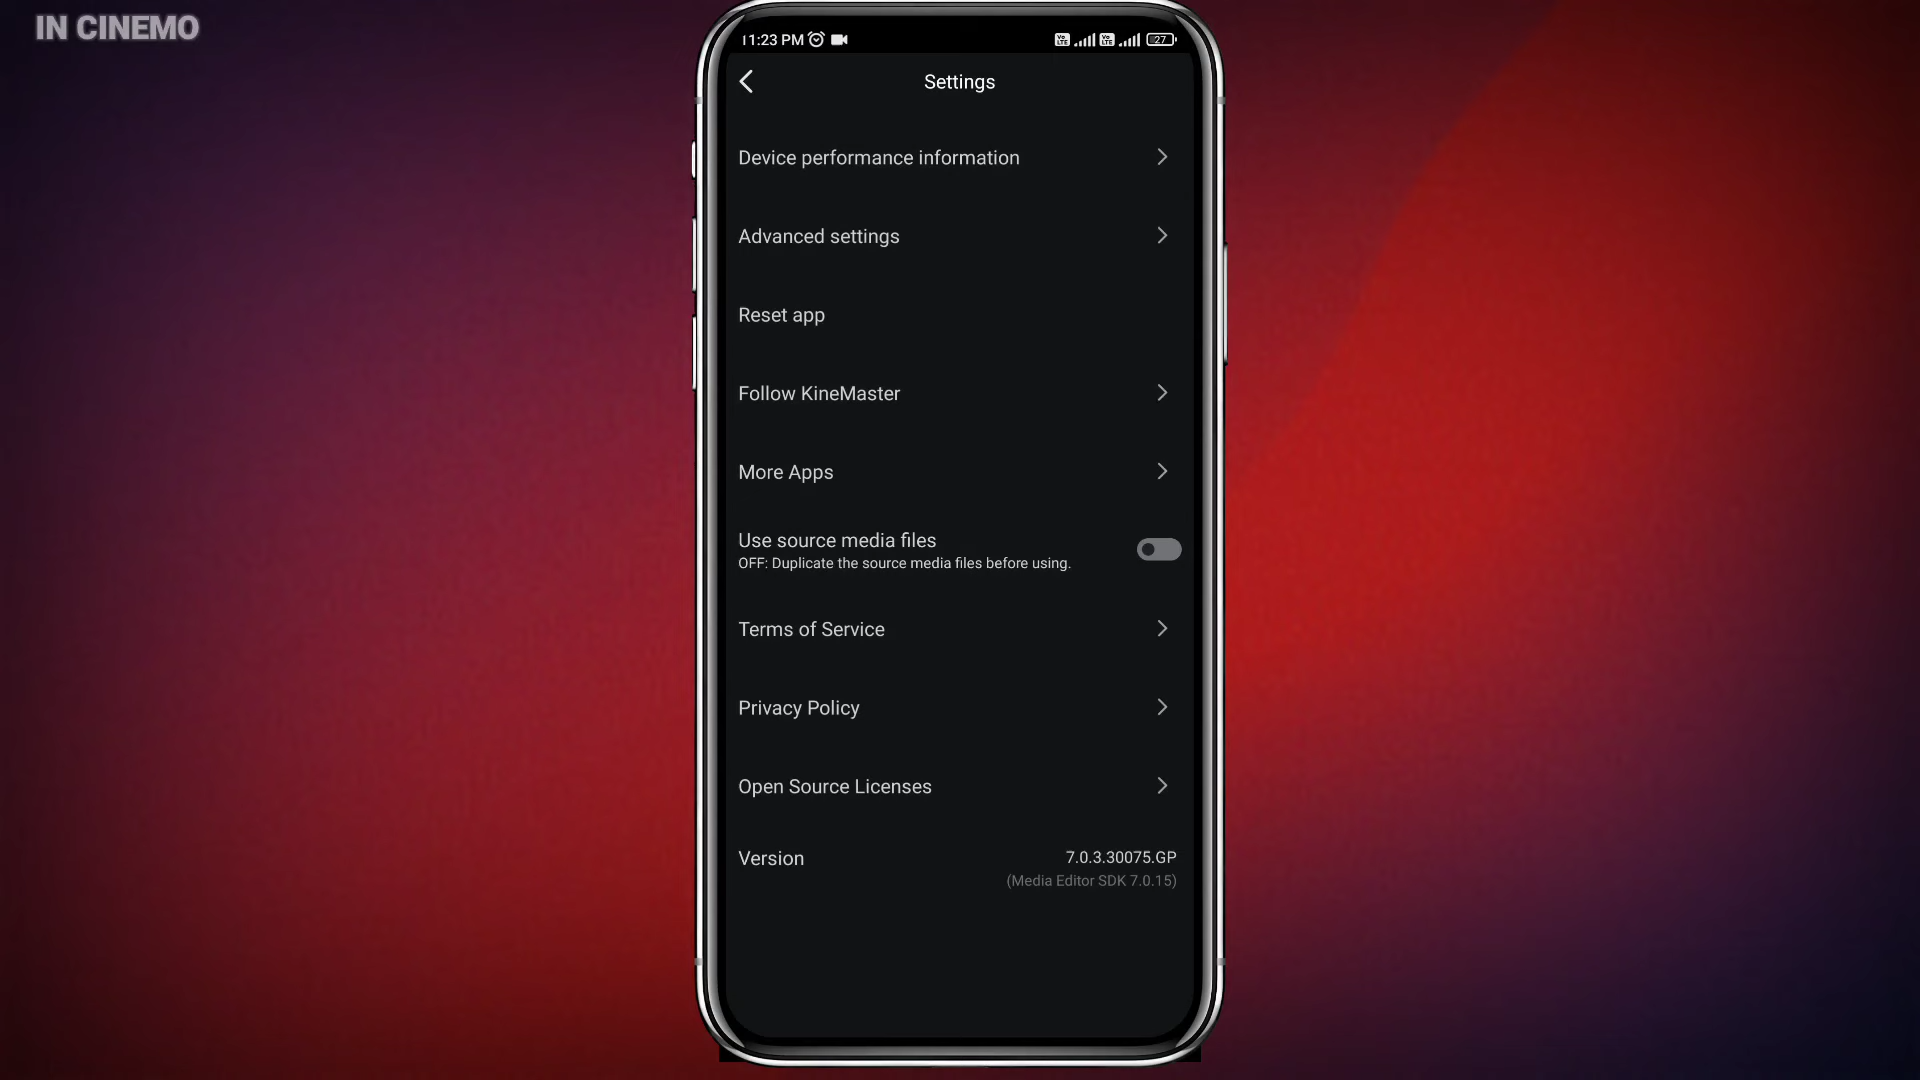 IN CINEMO
11:23 PM
27
Settings
Device performance information
Advanced settings
Reset app
Follow KineMaster
More Apps
Use source media files
OFF: Duplicate the source media files before using.
Terms of Service
Privacy Policy
Open Source Licenses
Version 7.0.3.30075.GP
(Media Editor SDK 7.0.15)